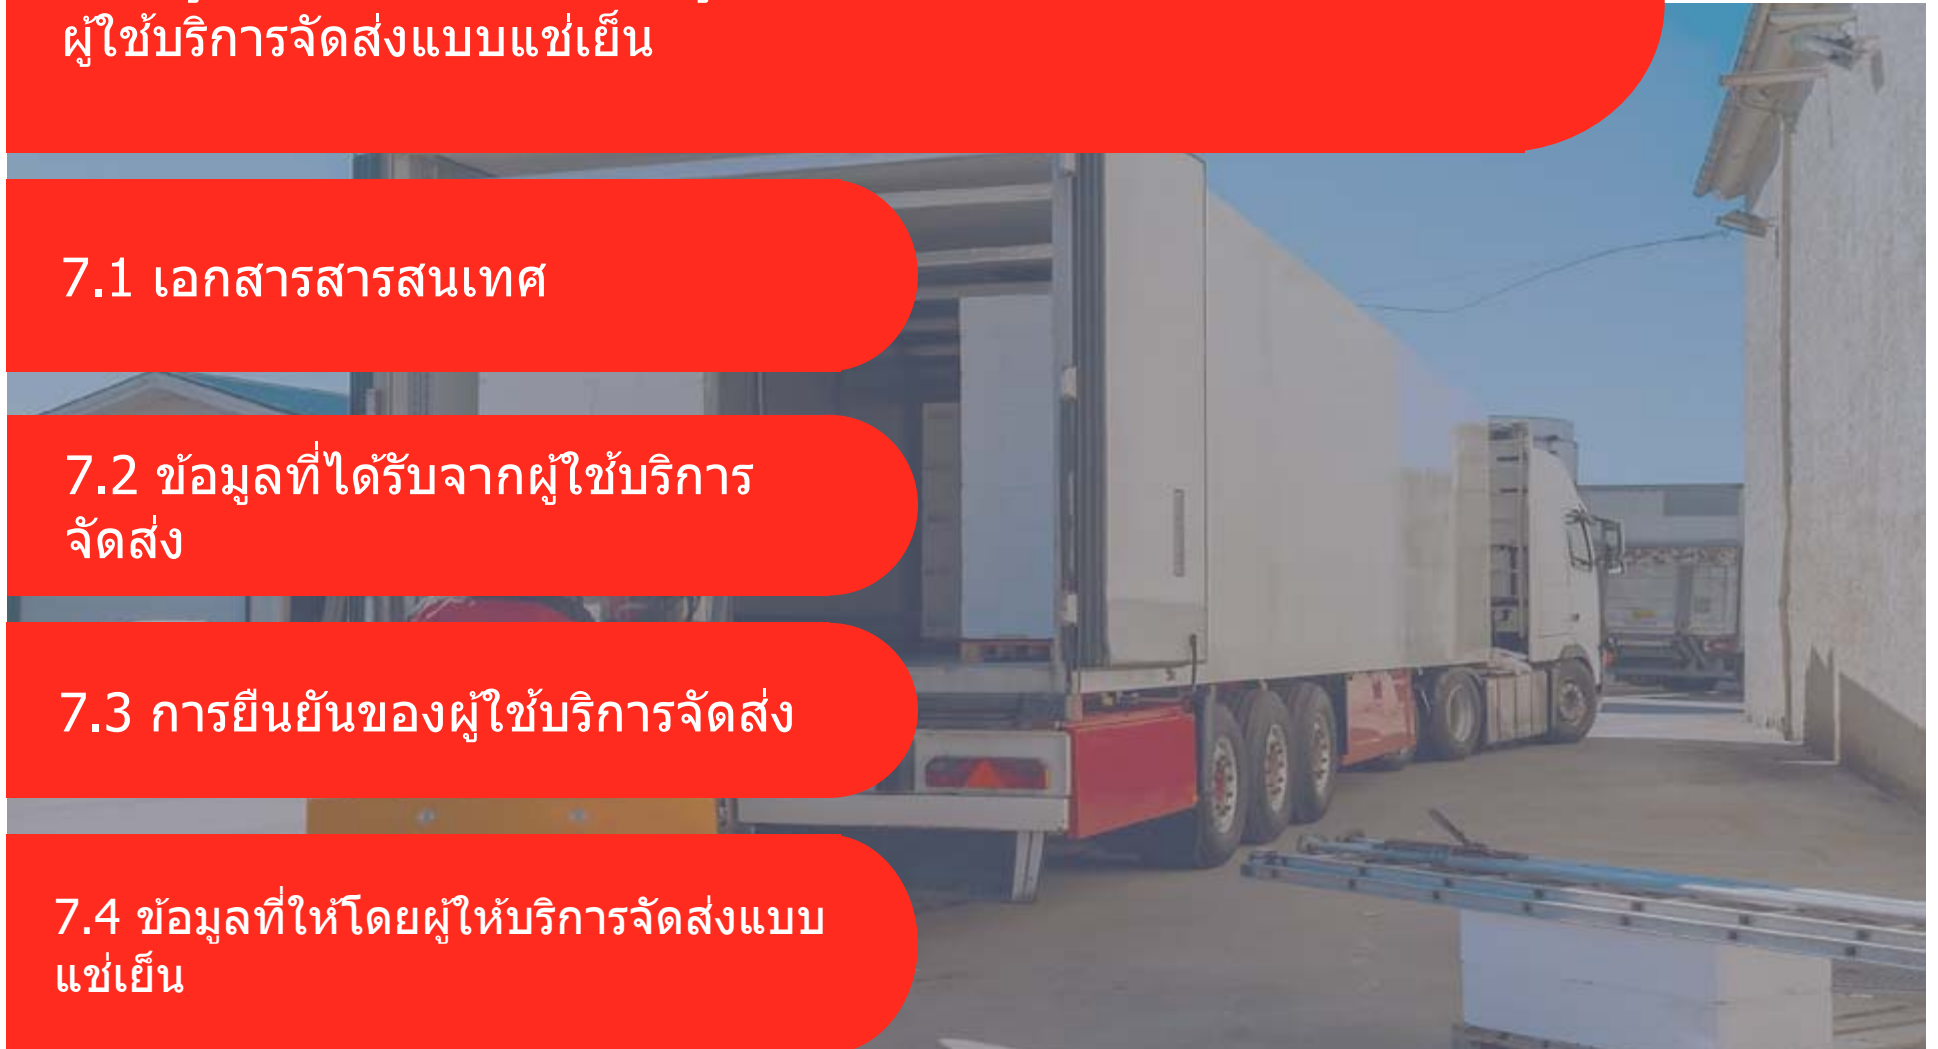 ผู้ใช้บริการจัดส่งแบบแช่เย็น
7.1 เอกสารสารสนเทศ
7.2 ข้อมูลที่ได้รับจากผู้ใช้บริการ
จัดส่ง
7.3 การยืนยันของผู้ใช้บริการจัดส่ง
7.4 ข้อมูลที่ให้โดยผู้ให้บริการจัดส่งแบบ
แช่เย็น